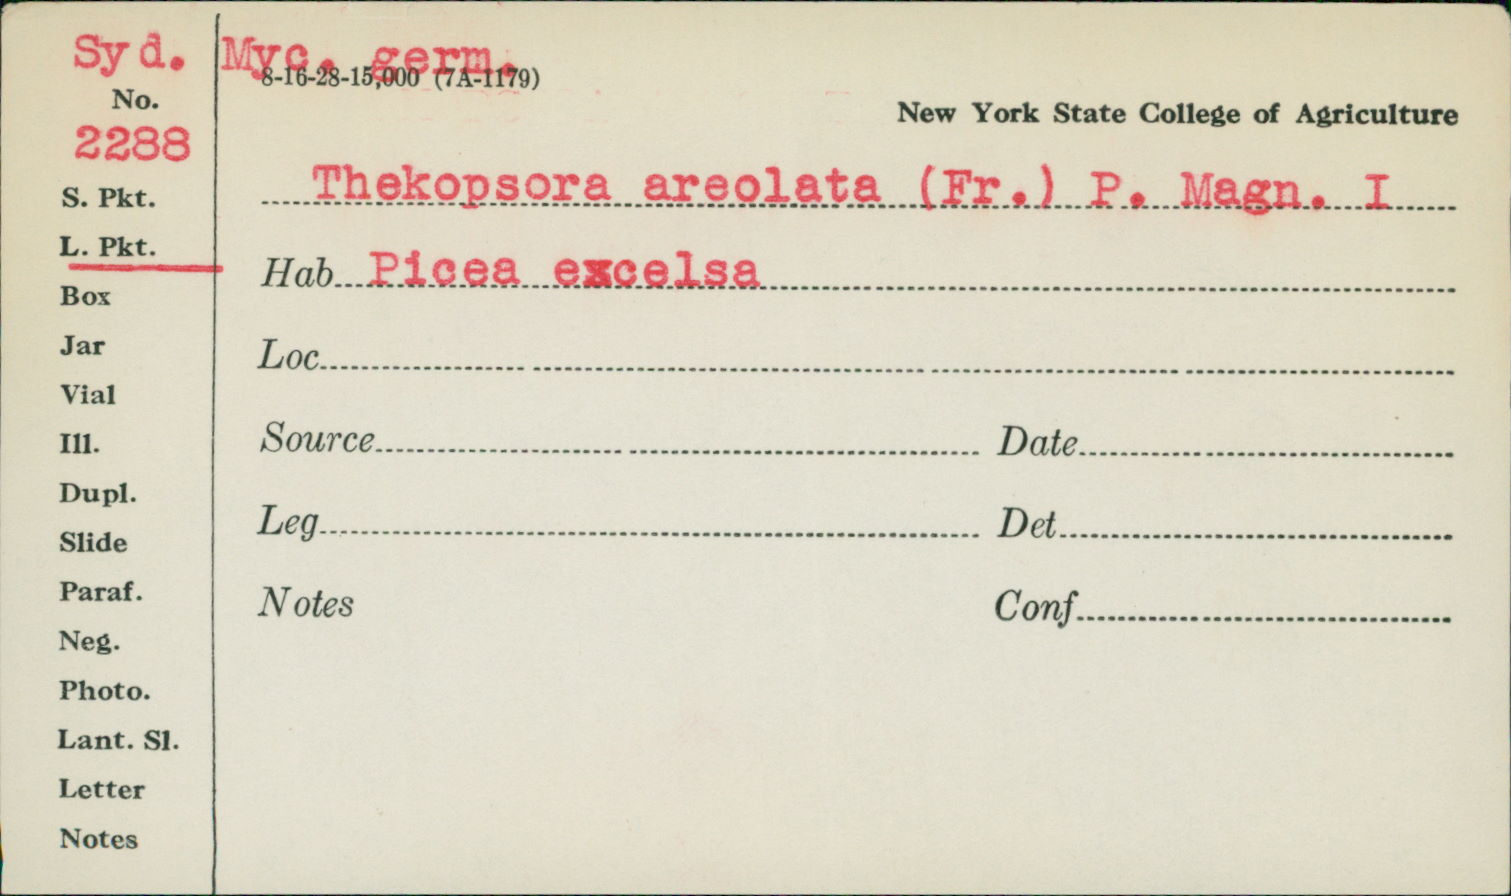 Syd. Myc. germ.
8-16-28-15,000 (7A-1179)
No.
New York State College of Agriculture
2288
Thekopsora areolata (Fr.) P. Magn. I
S. Pkt.
L. Pkt.
Hab. Picea excelsa
Box
Jar
Loc.
Vial
Ill.
Source
Date
Dupl.
Slide
Leg
Det
Paraf.
Notes
Conf
Neg.
Photo.
Lant. Sl.
Letter
Notes